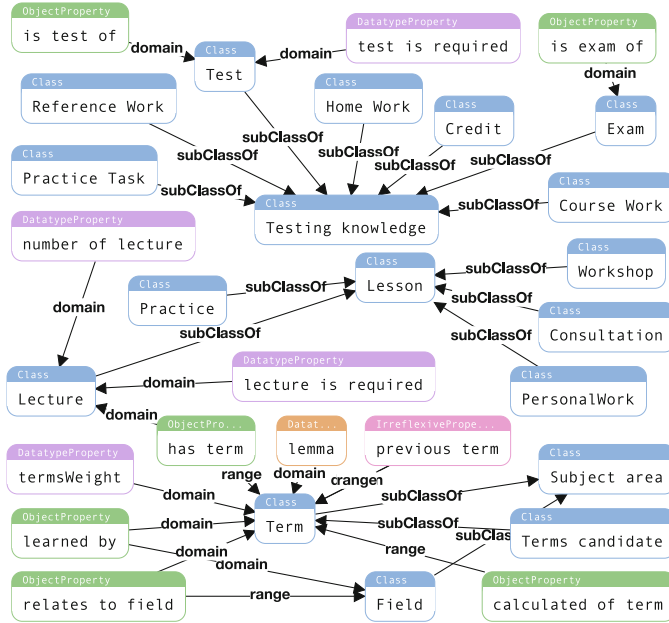 ObjectProperty
is test of
domain
Class
Test
domain
DatatypeProperty
test is required
ObjectProperty
is exam of
domain
Class
Reference Work
Class
Home Work
Class
Credit
Class
Exam
subClassOf
subClassOf
subClassOf
subClassOf
subClassOf
Class
Practice Task
subClassOf
Class
Testing knowledge
subClassOf
Class
Course Work
DatatypeProperty
number of lecture
domain
Class
Practice
subClassOf
Class
Lesson
subClassOf
Class
Workshop
subClassOf
subClassOf
Class
Consultation
Class
Lecture
domain
DatatypeProperty
lecture is required
subClassOf
Class
PersonalWork
domain
ObjectPro...
has term
range
Datat...
lemma
domain
IrreflexivePrope...
previous term
DatatypeProperty
termsWeight
domain
Class
Term
subClassOf
Class
Subject area
ObjectProperty
learned by
domain
domain
domain
subClassOf
Class
Terms candidate
range
ObjectProperty
relates to field
range
Class
Field
ObjectProperty
calculated of term